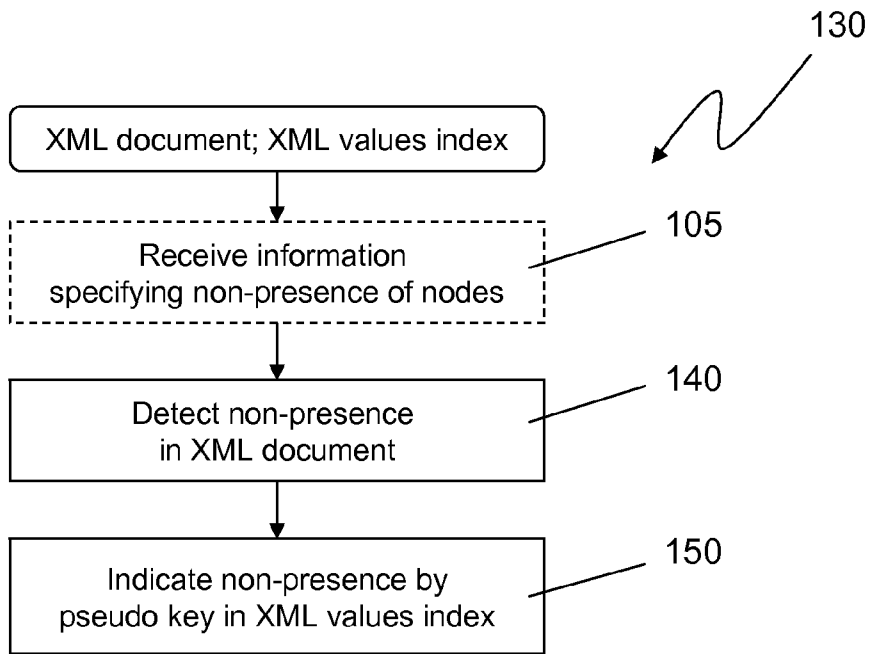 130
XML document; XML values index
105
Receive information
specifying non-presence of nodes
140
Detect non-presence
in XML document
150
Indicate non-presence by
pseudo key in XML values index